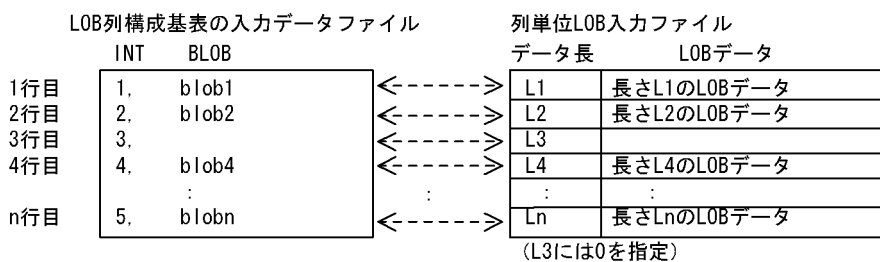 LOB列構成基表の入力データファイル 列単位LOB入力ファイル
INT BLOB データ長 LOBデータ
1行目 1, blob1 L1 長さL1のLOBデータ
2行目 2, blob2 L2 長さL2のLOBデータ
3行目 3, L3
4行目 4, blob4 L4 長さL4のLOBデータ
: : : :
n行目 5, blobn Ln 長さLnのLOBデータ
(L3には0を指定)